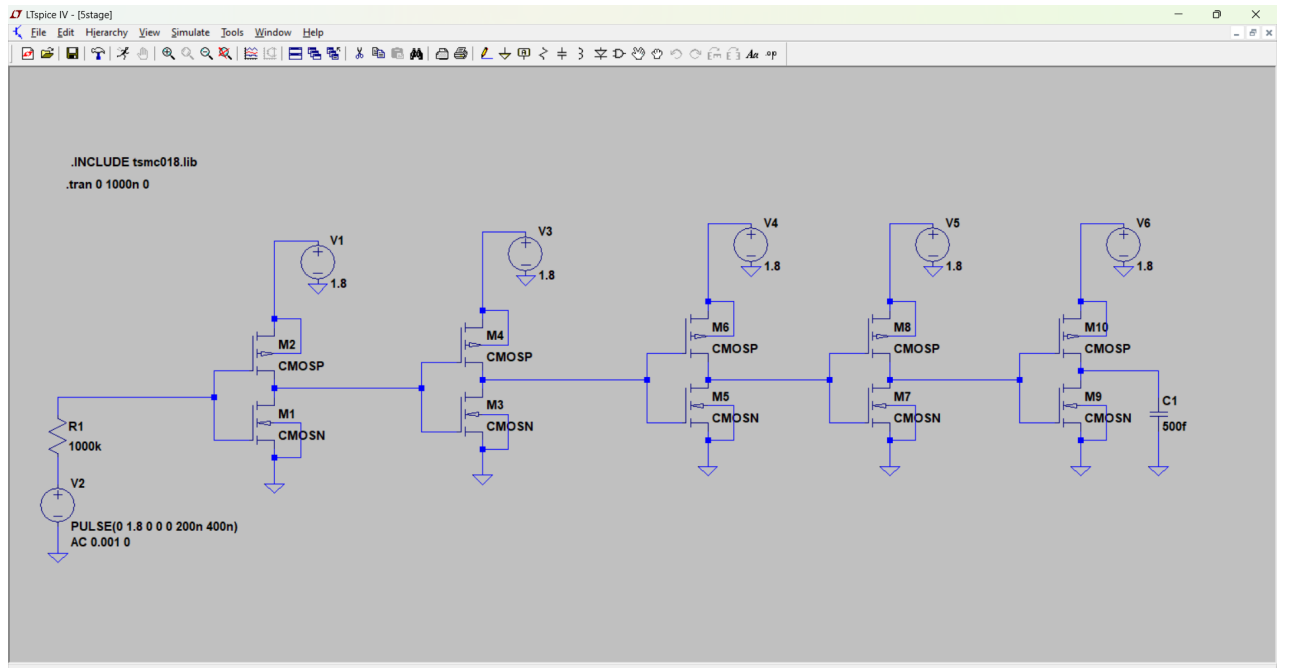 LTspice IV - [5stage]
File Edit Hierarchy View Simulate Tools Window Help
Aa .op
.INCLUDE tsmc018.lib
.tran 0 1000n 0
V1
1.8
M2
CMOSP
M1
CMOSN
R1
1000k
V2
PULSE(0 1.8 0 0 0 200n 400n)
AC 0.001 0
V3
1.8
M4
CMOSP
M3
CMOSN
V4
1.8
M6
CMOSP
M5
CMOSN
V5
1.8
M8
CMOSP
M7
CMOSN
V6
1.8
M10
CMOSP
M9
CMOSN
C1
500f